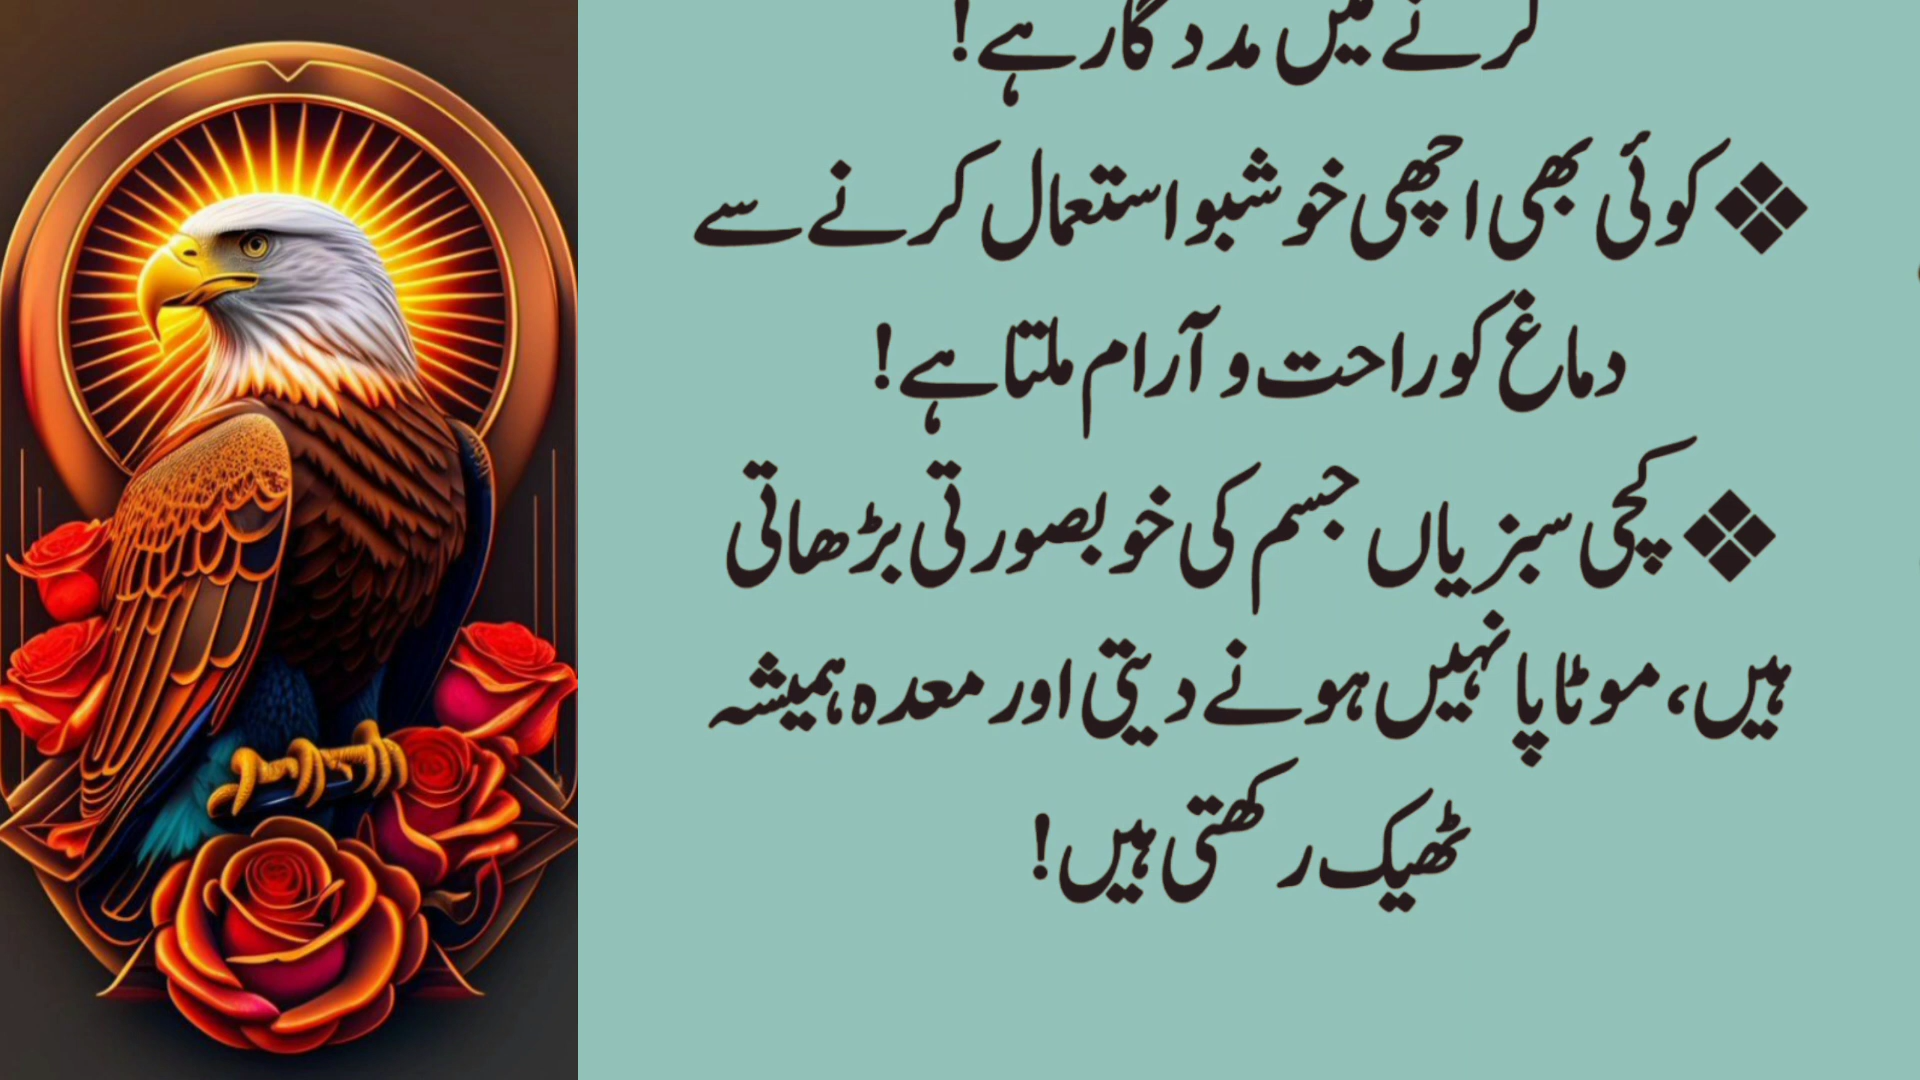 کرنے میں مددگار ہے!
❖ کوئی بھی اچھی خوشبو استعمال کرنے سے
دماغ کو راحت و آرام ملتا ہے!
❖ کچی سبزیاں جسم کی خوبصورتی بڑھاتی
ہیں، موٹاپا نہیں ہونے دیتی اور معدہ ہمیشہ
ٹھیک رکھتی ہیں!